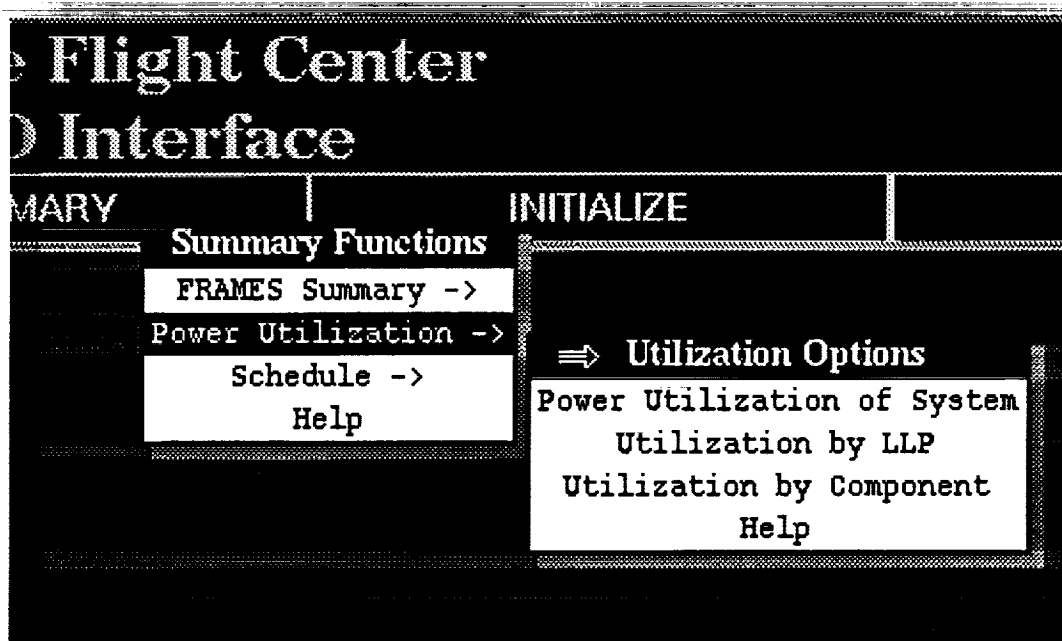 Flight Center
Interface
MARY INITIALIZE
Summary Functions
FRAMES Summary ->
Power Utilization ->
Schedule ->
Help
⇒ Utilization Options
Power Utilization of System
Utilization by LLP
Utilization by Component
Help